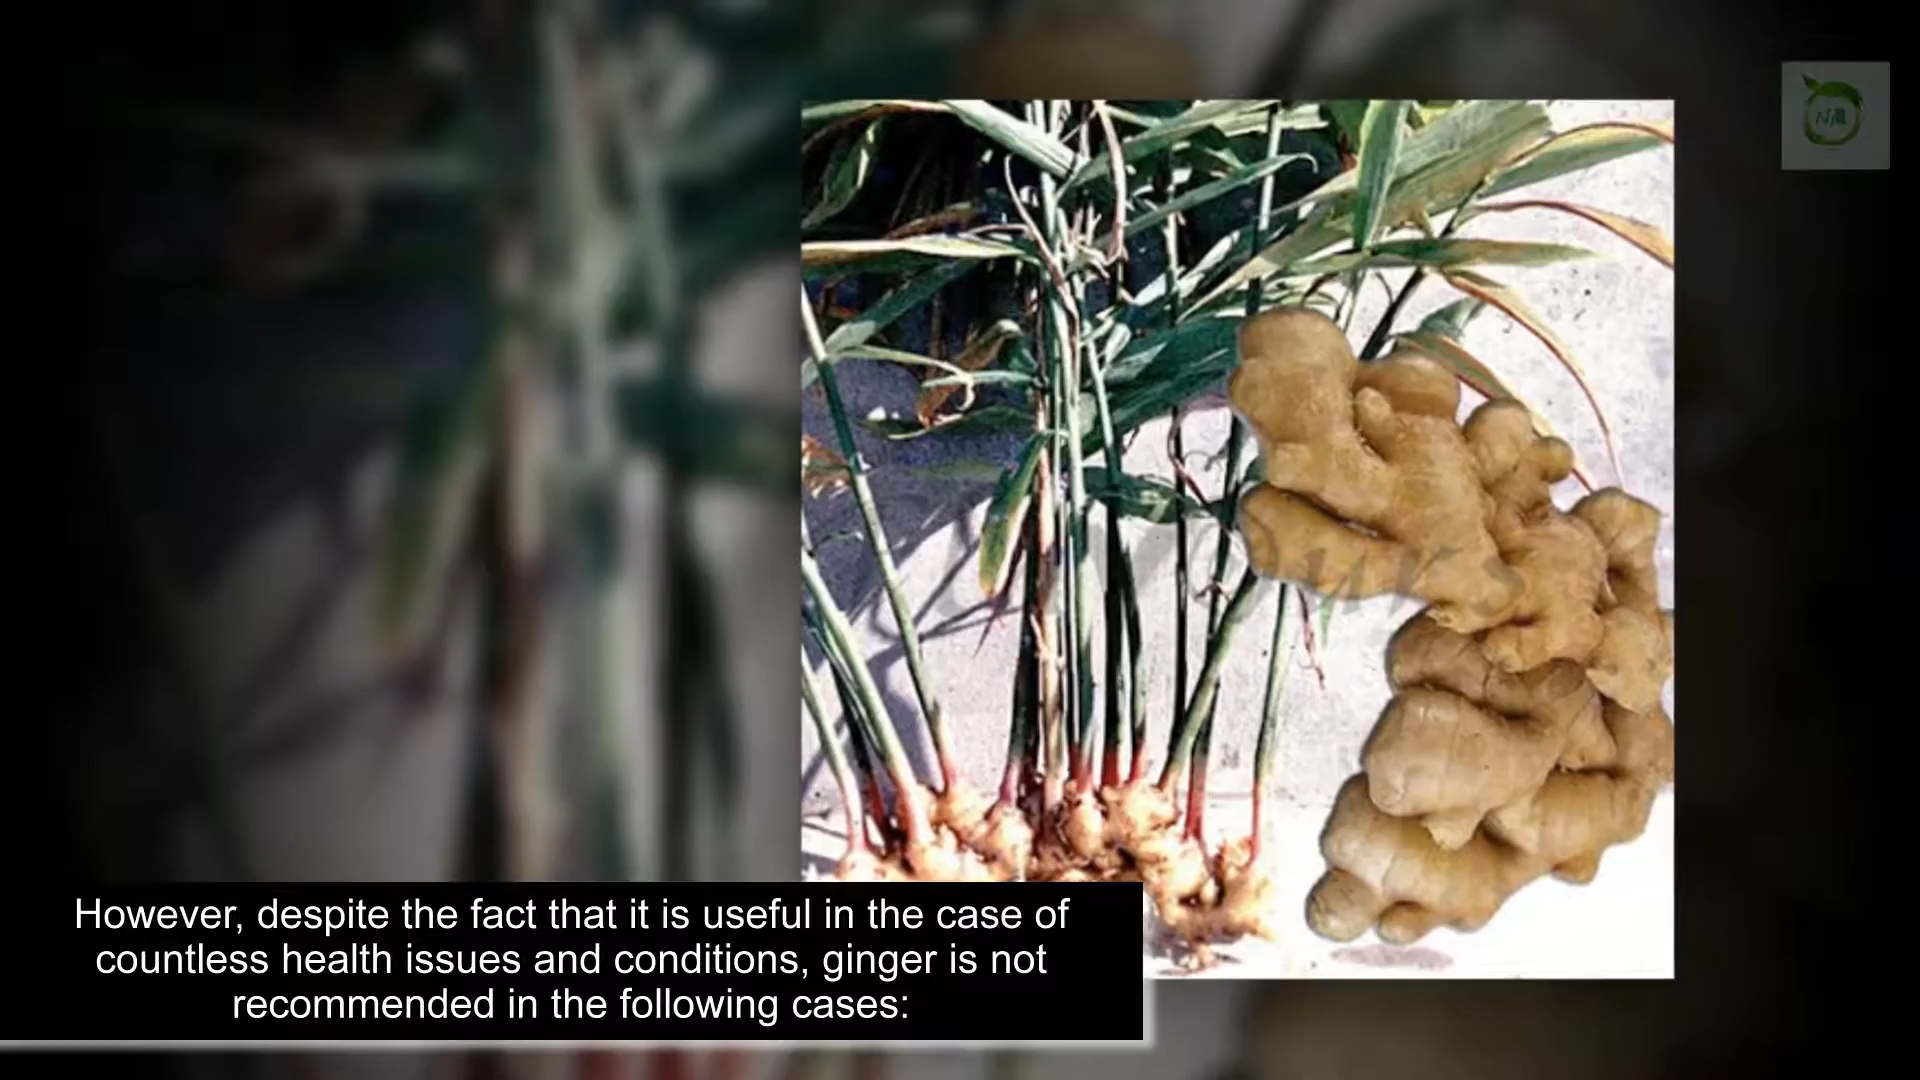 However, despite the fact that it is useful in the case of
countless health issues and conditions, ginger is not
recommended in the following cases: